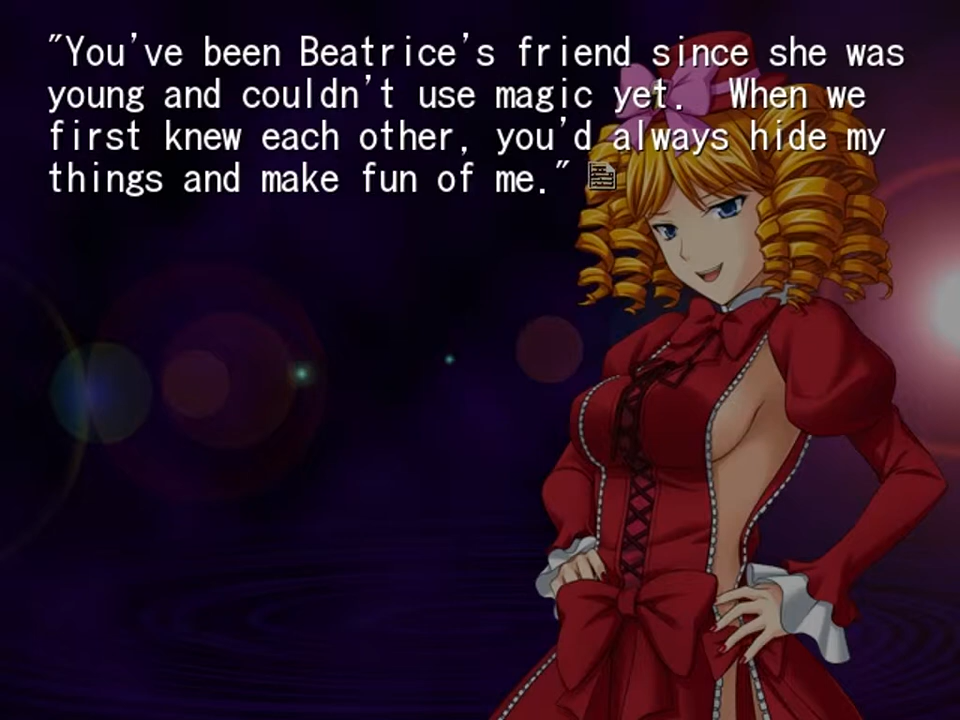 "You've been Beatrice's friend since she was
young and couldn't use magic yet.  When we
first knew each other, you'd always hide my
things and make fun of me."